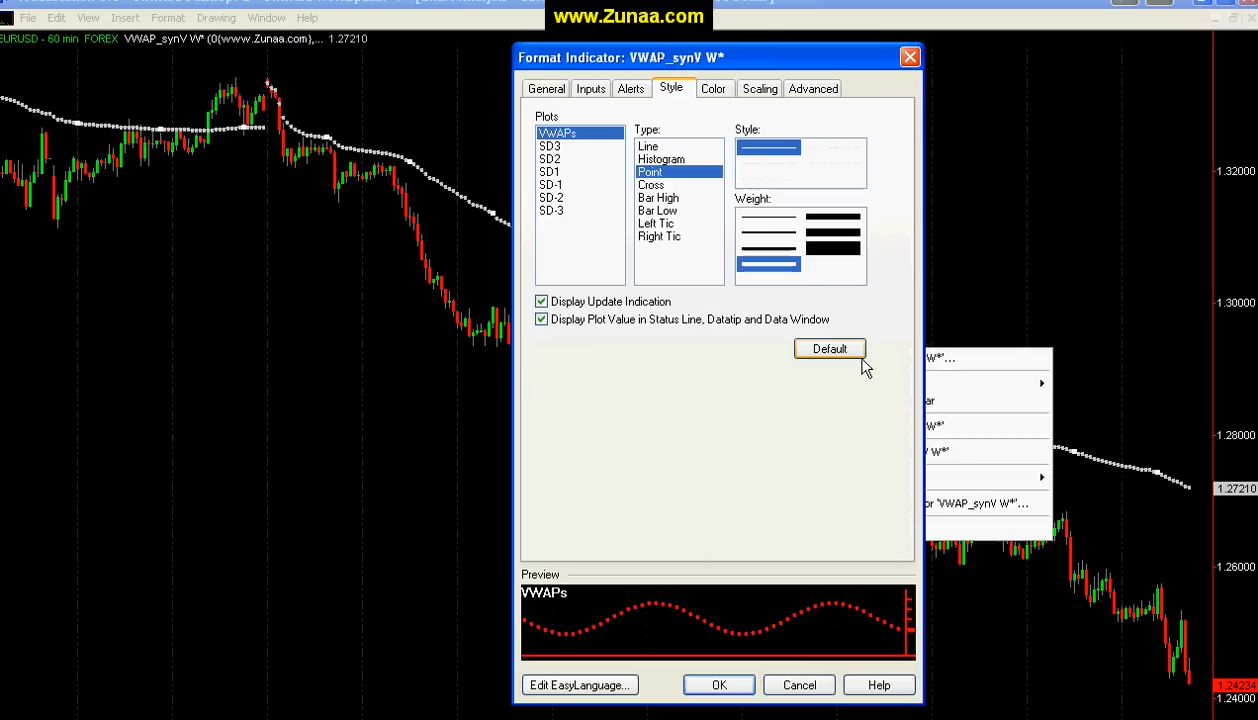 www.Zunaa.com
File Edit View Insert Format Drawing Window Help
EURUSD - 60 min FOREX VWAP_synV W* (0(www.Zunaa.com),... 1.27210
Format Indicator: VWAP_synV W*
General Inputs Alerts Style Color Scaling Advanced
Plots
VWAPs
SD3
SD2
SD1
SD-1
SD-2
SD-3
Type:
Line
Histogram
Point
Cross
Bar High
Bar Low
Left Tic
Right Tic
Style:
Weight:
Display Update Indication
Display Plot Value in Status Line, Datatip and Data Window
Default
W*'...
ar
W*'
W*'
or 'VWAP_synV W*'...
Preview
VWAPs
Edit EasyLanguage...
OK
Cancel
Help
1.32000
1.30000
1.28000
1.27210
1.26000
1.24234
1.24000